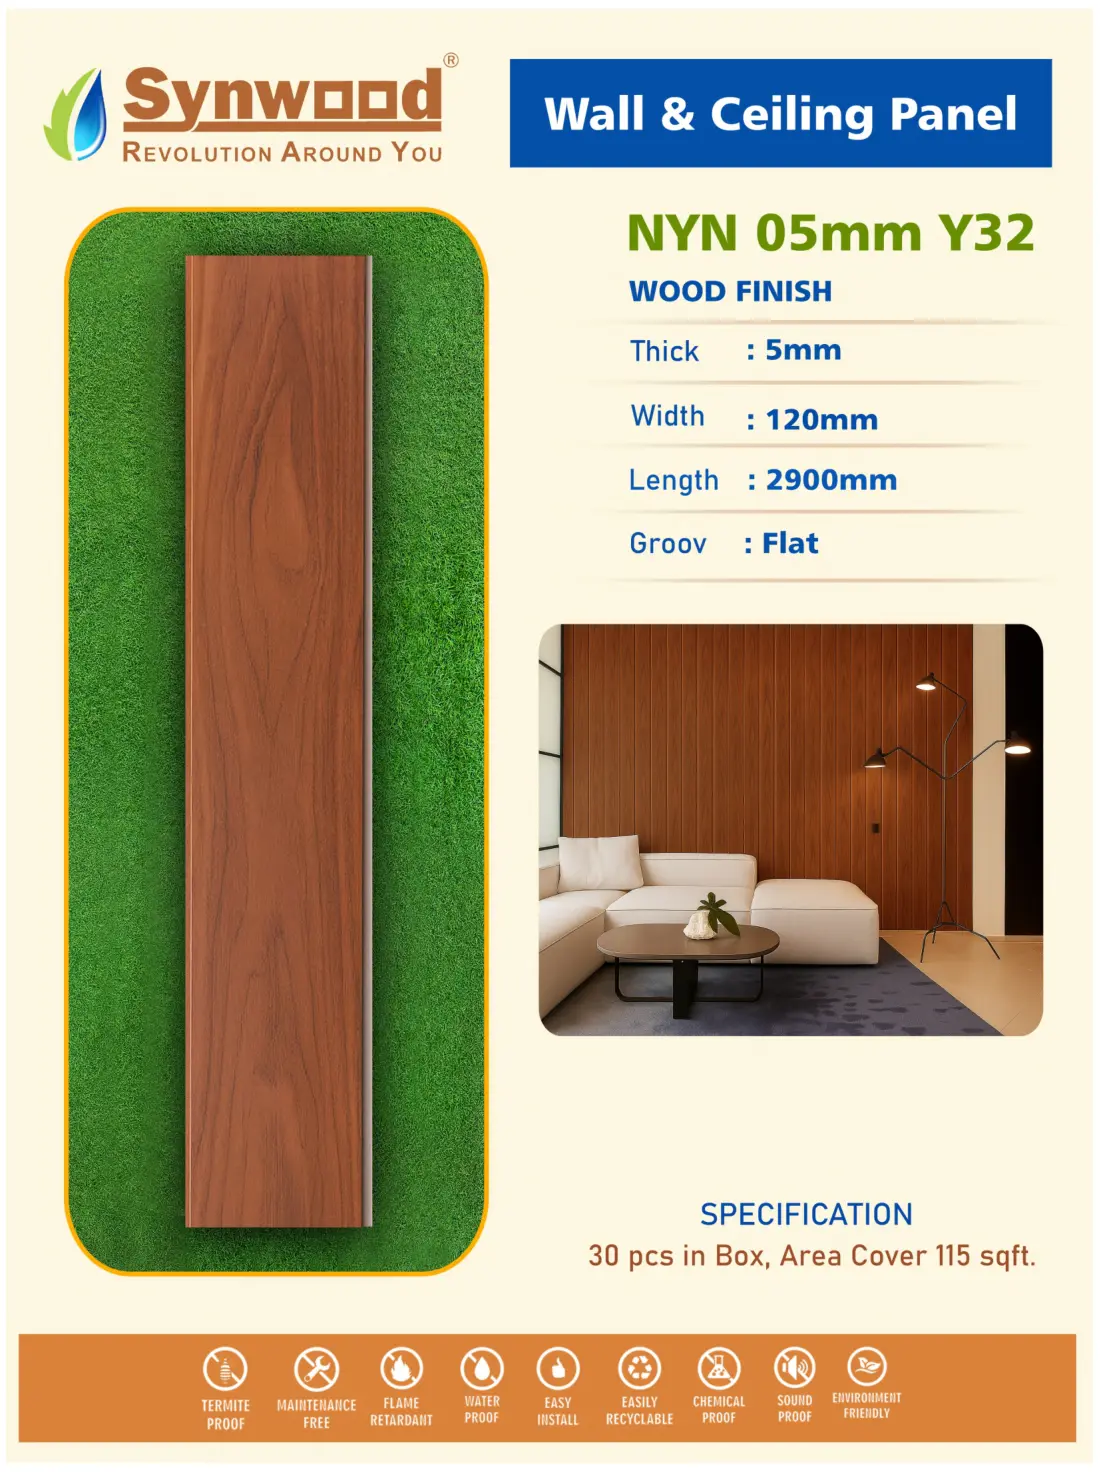 Synwood®
REVOLUTION AROUND YOU
Wall & Ceiling Panel
NYN 05mm Y32
WOOD FINISH
Thick : 5mm
Width : 120mm
Length : 2900mm
Groov : Flat
SPECIFICATION
30 pcs in Box, Area Cover 115 sqft.
TERMITE
PROOF
MAINTENANCE
FREE
FLAME
RETARDANT
WATER
PROOF
EASY
INSTALL
EASILY
RECYCLABLE
CHEMICAL
PROOF
SOUND
PROOF
ENVIRONMENT
FRIENDLY